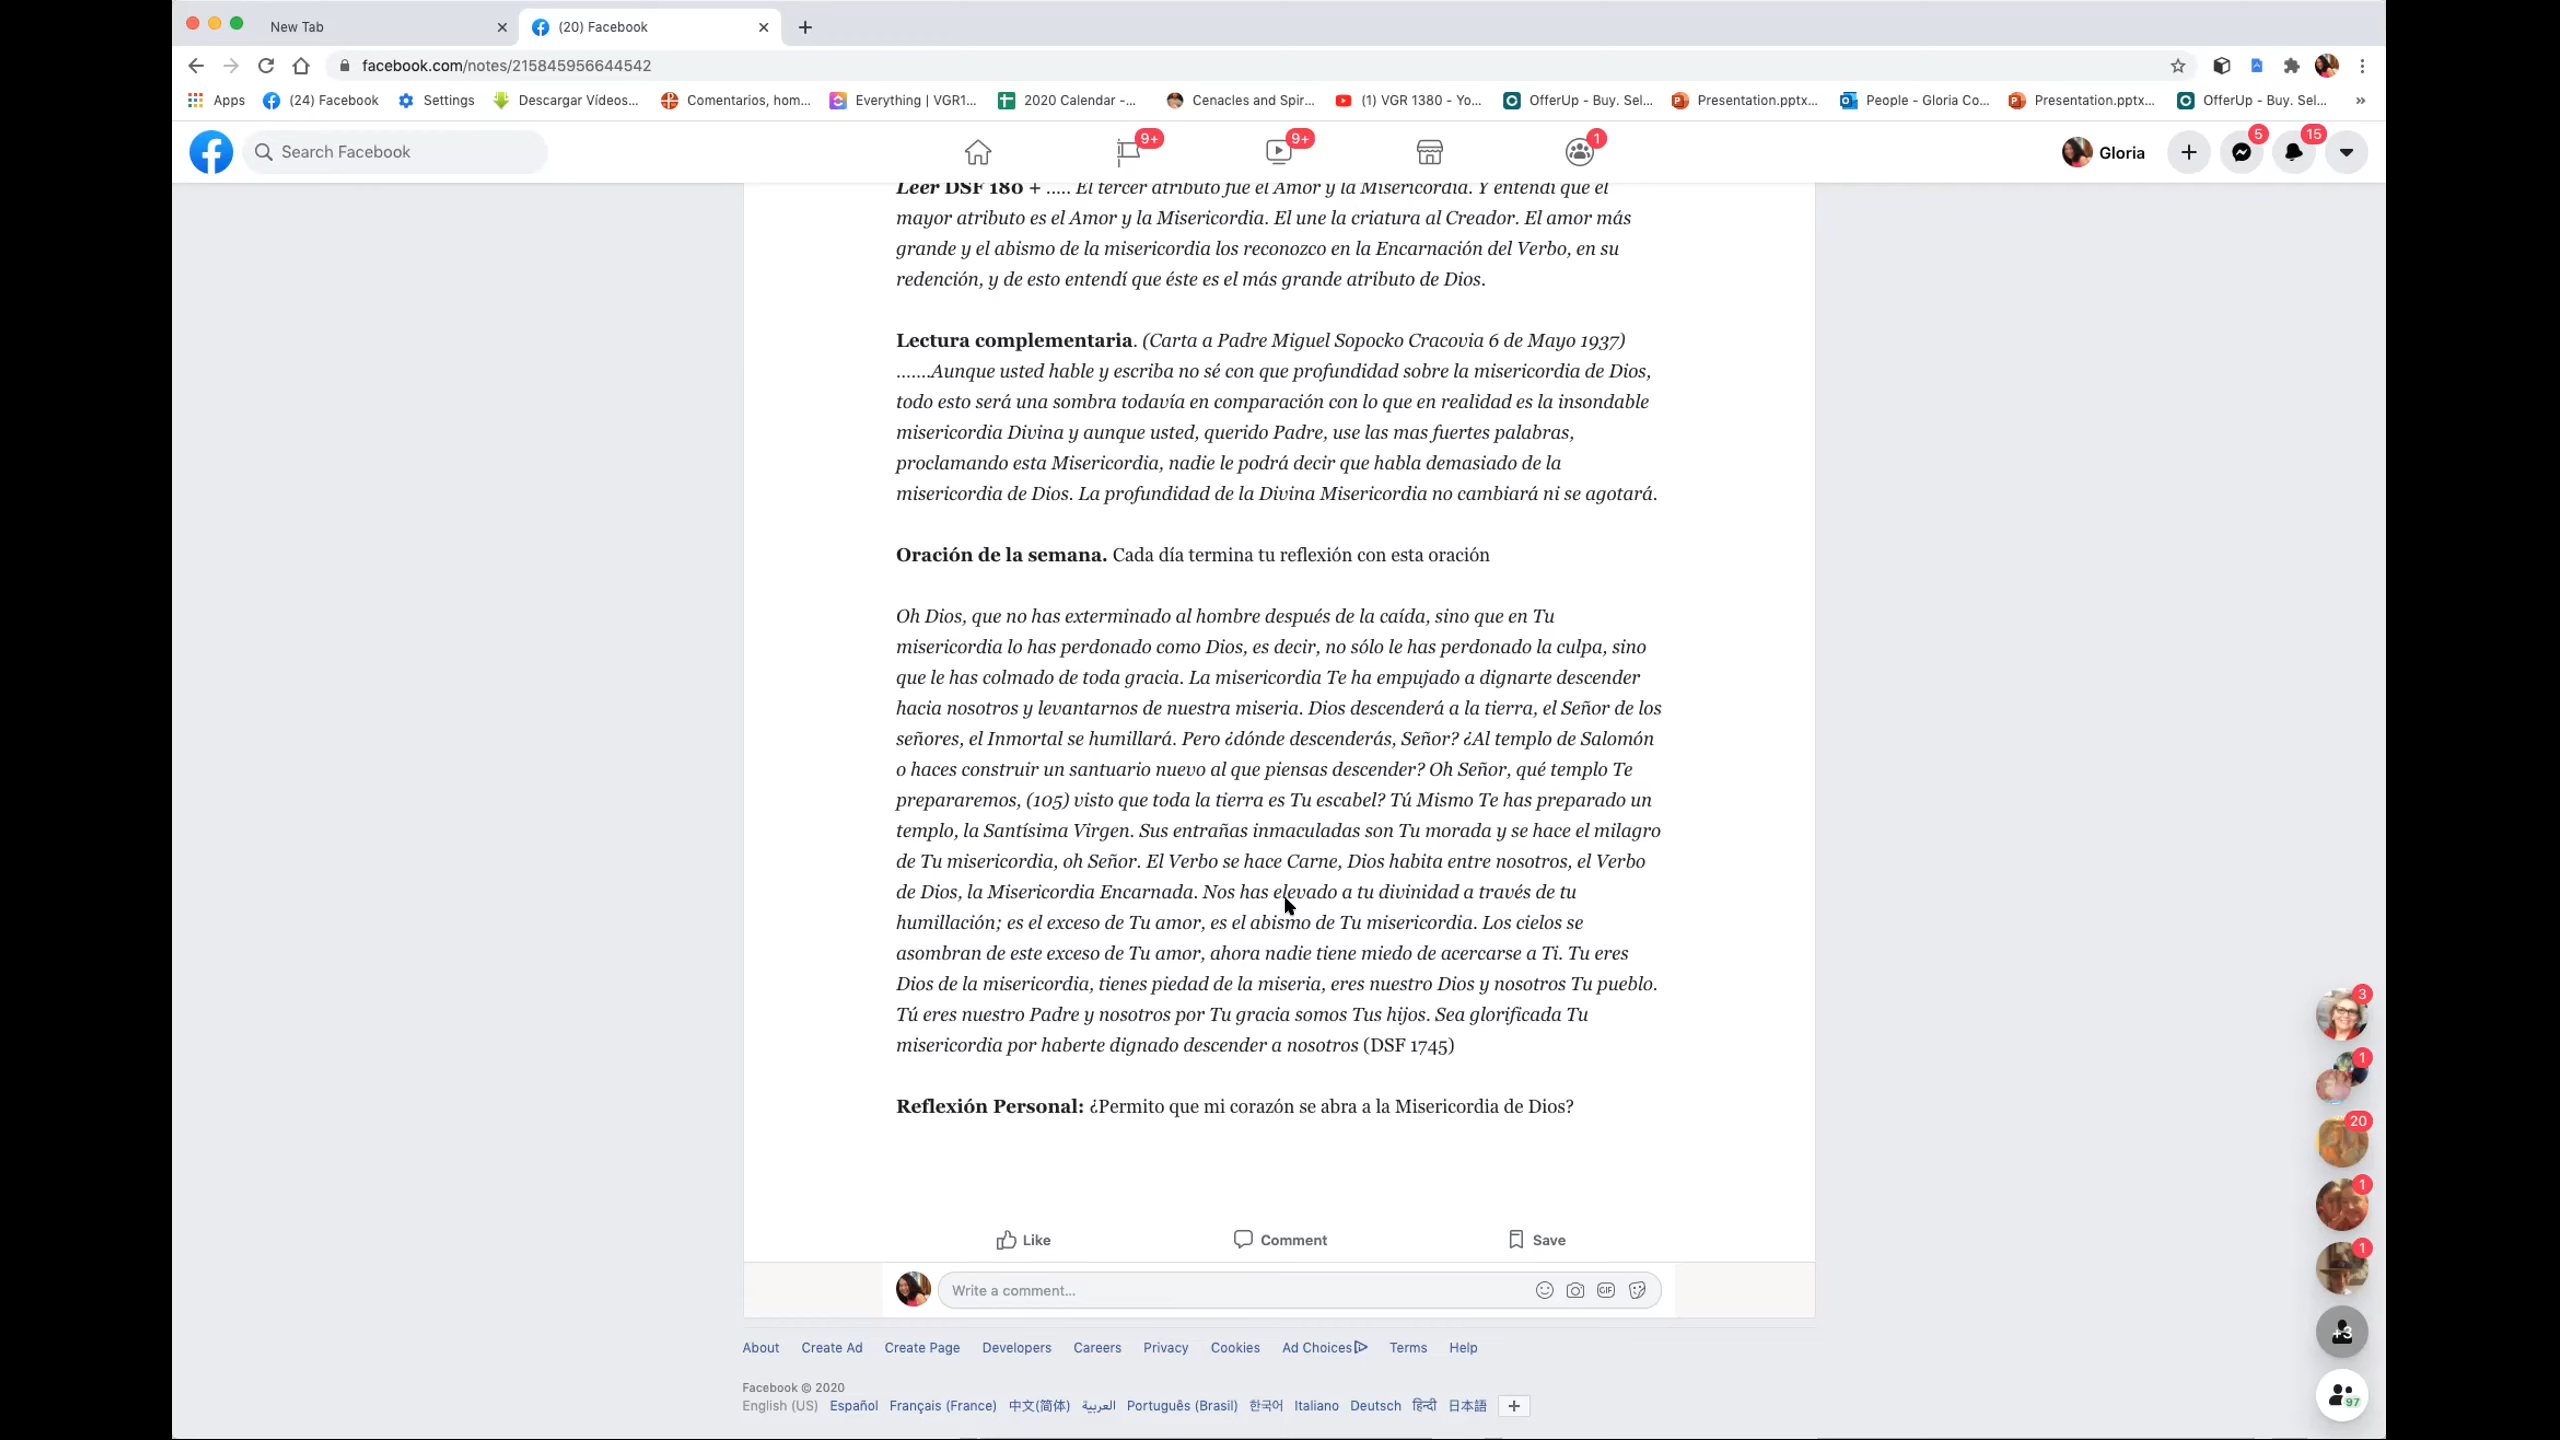 New Tab
(20) Facebook
facebook.com/notes/215845956644542
Apps
(24) Facebook
Settings
Descargar Vídeos...
Comentarios, hom...
Everything | VGR1...
2020 Calendar -...
Cenacles and Spir...
(1) VGR 1380 - Yo...
OfferUp - Buy. Sel...
Presentation.pptx...
People - Gloria Co...
Presentation.pptx...
OfferUp - Buy. Sel...
»
Search Facebook
9+
9+
1
Gloria
5
15
Leer DSF 180 + ..... El tercer atributo fue el Amor y la Misericordia. Y entendí que el
mayor atributo es el Amor y la Misericordia. El une la criatura al Creador. El amor más
grande y el abismo de la misericordia los reconozco en la Encarnación del Verbo, en su
redención, y de esto entendí que éste es el más grande atributo de Dios.
Lectura complementaria. (Carta a Padre Miguel Sopocko Cracovia 6 de Mayo 1937)
.......Aunque usted hable y escriba no sé con que profundidad sobre la misericordia de Dios,
todo esto será una sombra todavía en comparación con lo que en realidad es la insondable
misericordia Divina y aunque usted, querido Padre, use las mas fuertes palabras,
proclamando esta Misericordia, nadie le podrá decir que habla demasiado de la
misericordia de Dios. La profundidad de la Divina Misericordia no cambiará ni se agotará.
Oración de la semana. Cada día termina tu reflexión con esta oración
Oh Dios, que no has exterminado al hombre después de la caída, sino que en Tu
misericordia lo has perdonado como Dios, es decir, no sólo le has perdonado la culpa, sino
que le has colmado de toda gracia. La misericordia Te ha empujado a dignarte descender
hacia nosotros y levantarnos de nuestra miseria. Dios descenderá a la tierra, el Señor de los
señores, el Inmortal se humillará. Pero ¿dónde descenderás, Señor? ¿Al templo de Salomón
o haces construir un santuario nuevo al que piensas descender? Oh Señor, qué templo Te
prepararemos, (105) visto que toda la tierra es Tu escabel? Tú Mismo Te has preparado un
templo, la Santísima Virgen. Sus entrañas inmaculadas son Tu morada y se hace el milagro
de Tu misericordia, oh Señor. El Verbo se hace Carne, Dios habita entre nosotros, el Verbo
de Dios, la Misericordia Encarnada. Nos has elevado a tu divinidad a través de tu
humillación; es el exceso de Tu amor, es el abismo de Tu misericordia. Los cielos se
asombran de este exceso de Tu amor, ahora nadie tiene miedo de acercarse a Ti. Tu eres
Dios de la misericordia, tienes piedad de la miseria, eres nuestro Dios y nosotros Tu pueblo.
Tú eres nuestro Padre y nosotros por Tu gracia somos Tus hijos. Sea glorificada Tu
misericordia por haberte dignado descender a nosotros (DSF 1745)
Reflexión Personal: ¿Permito que mi corazón se abra a la Misericordia de Dios?
3
1
20
1
1
+3
97
Like
Comment
Save
Write a comment...
GIF
About
Create Ad
Create Page
Developers
Careers
Privacy
Cookies
Ad Choices
Terms
Help
Facebook © 2020
English (US)
Español
Français (France)
中文(简体)
العربية
Português (Brasil)
한국어
Italiano
Deutsch
हिन्दी
日本語